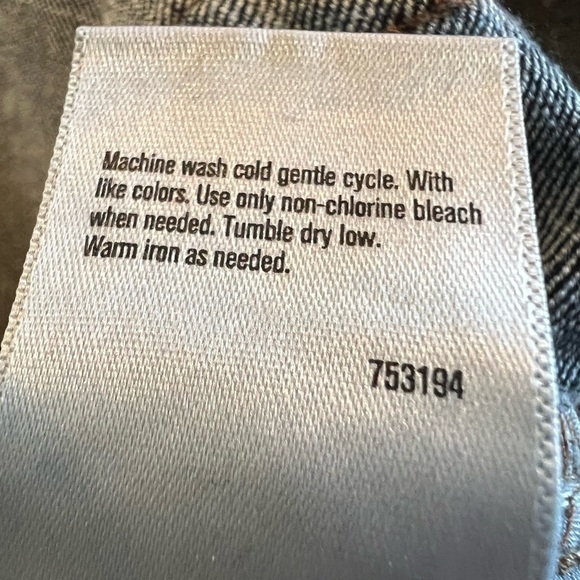 Machine wash cold gentle cycle. With
like colors. Use only non-chlorine bleach
when needed. Tumble dry low.
Warm iron as needed.
753194